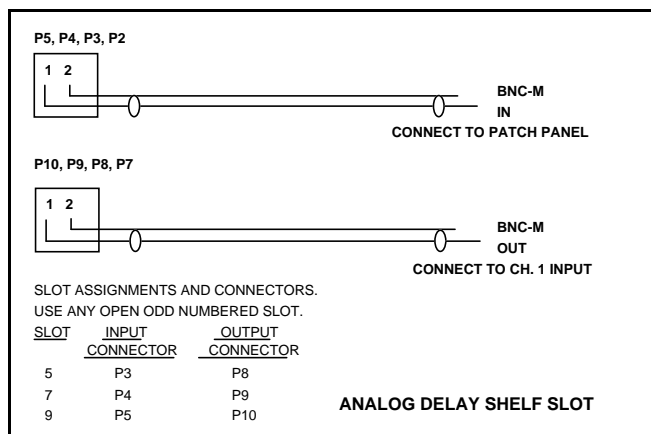 P5, P4, P3, P2
1 2
BNC-M
IN
CONNECT TO PATCH PANEL
P10, P9, P8, P7
1 2
BNC-M
OUT
CONNECT TO CH. 1 INPUT
SLOT ASSIGNMENTS AND CONNECTORS.
USE ANY OPEN ODD NUMBERED SLOT.
SLOT INPUT OUTPUT
CONNECTOR CONNECTOR
5 P3 P8
7 P4 P9
9 P5 P10
ANALOG DELAY SHELF SLOT